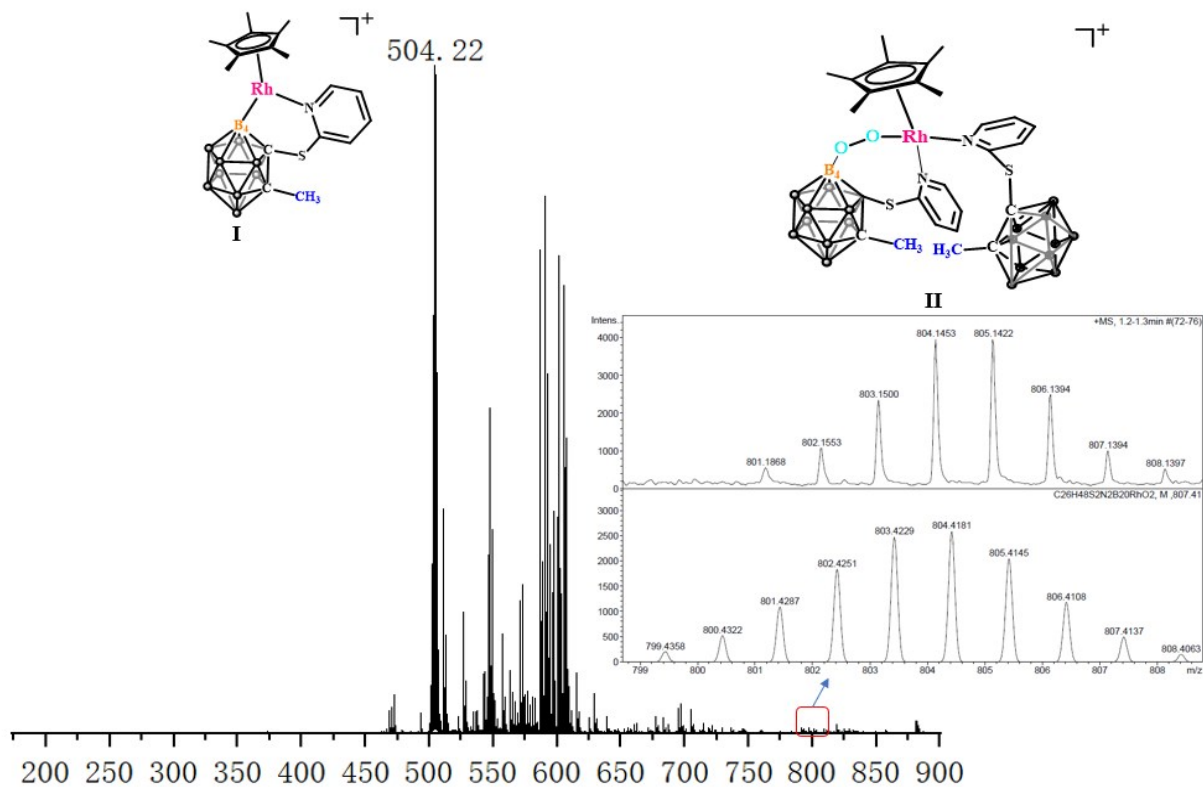 504.22
⌉+
Rh
N
B4
C
S
C
CH3
I
⌉+
O
O
Rh
N
B4
N
S
S
C
C
CH3
H3C
C
II
Intens.
+MS, 1.2-1.3min #(72-76)
4000
3000
2000
1000
0
801.1868
802.1553
803.1500
804.1453
805.1422
806.1394
807.1394
808.1397
C26H48S2N2B20RhO2, M ,807.41
3000
2500
2000
1500
1000
500
0
799.4358
800.4322
801.4287
802.4251
803.4229
804.4181
805.4145
806.4108
807.4137
808.4063
799 800 801 802 803 804 805 806 807 808 m/z
200 250 300 350 400 450 500 550 600 650 700 750 800 850 900